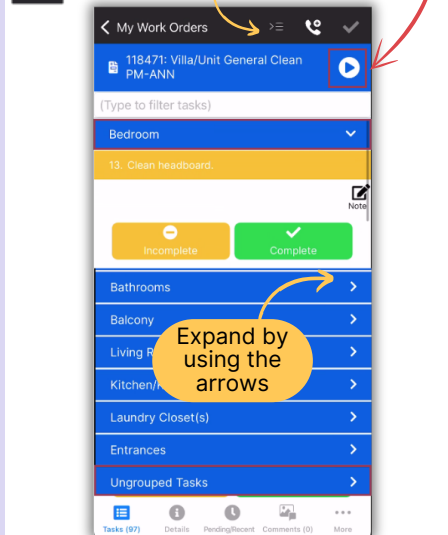 My Work Orders
118471: Villa/Unit General Clean
PM-ANN
(Type to filter tasks)
Bedroom
13. Clean headboard.
Note
Incomplete
Complete
Bathrooms
Balcony
Living R
Expand by
using the
arrows
Kitchen/
Laundry Closet(s)
Entrances
Ungrouped Tasks
Tasks (97)
Details
Pending/Recent
Comments (0)
More